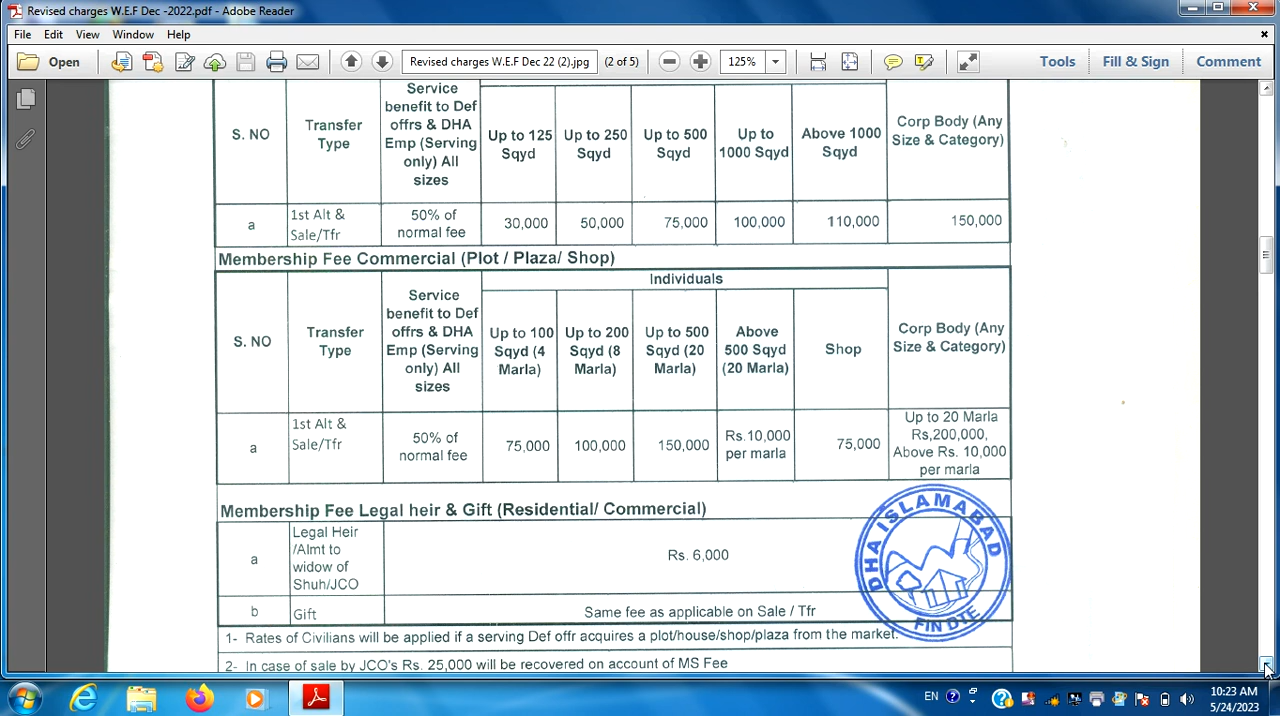 Revised charges W.E.F Dec -2022.pdf - Adobe Reader
File Edit View Window Help
Open
Revised charges W.E.F Dec 22 (2).jpg
(2 of 5)
125%
Tools
Fill & Sign
Comment
S. NO
Transfer
Type
Service
benefit to Def
offrs & DHA
Emp (Serving
only) All
sizes
Up to 125
Sqyd
Up to 250
Sqyd
Up to 500
Sqyd
Up to
1000 Sqyd
Above 1000
Sqyd
Corp Body (Any
Size & Category)
a
1st Alt &
Sale/Tfr
50% of
normal fee
30,000
50,000
75,000
100,000
110,000
150,000
Membership Fee Commercial (Plot / Plaza/ Shop)
S. NO
Transfer
Type
Service
benefit to Def
offrs & DHA
Emp (Serving
only) All
sizes
Individuals
Up to 100
Sqyd (4
Marla)
Up to 200
Sqyd (8
Marla)
Up to 500
Sqyd (20
Marla)
Above
500 Sqyd
(20 Marla)
Shop
Corp Body (Any
Size & Category)
a
1st Alt &
Sale/Tfr
50% of
normal fee
75,000
100,000
150,000
Rs.10,000
per marla
75,000
Up to 20 Marla
Rs,200,000,
Above Rs. 10,000
per marla
Membership Fee Legal heir & Gift (Residential/ Commercial)
a
Legal Heir
/Almt to
widow of
Shuh/JCO
Rs. 6,000
b
Gift
Same fee as applicable on Sale / Tfr
DHA ISLAMABAD
FIN DTE
1- Rates of Civilians will be applied if a serving Def offr acquires a plot/house/shop/plaza from the market.
2- In case of sale by JCO's Rs. 25,000 will be recovered on account of MS Fee
EN
10:23 AM
5/24/2023